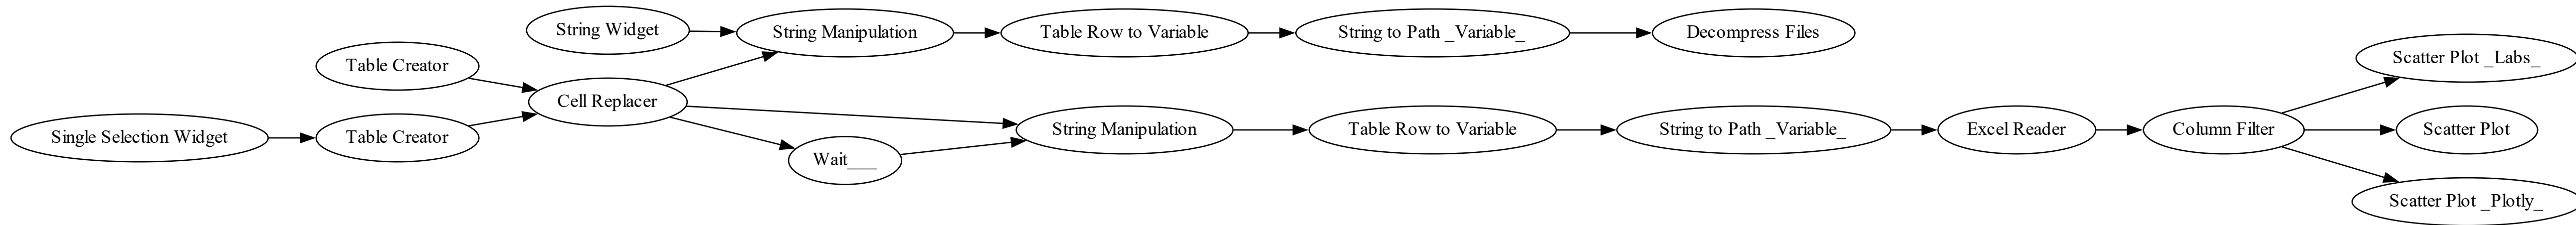 String Widget
String Manipulation
Table Row to Variable
String to Path _Variable_
Decompress Files
Table Creator
Scatter Plot _Labs_
Cell Replacer
Single Selection Widget
Table Creator
String Manipulation
Table Row to Variable
String to Path _Variable_
Excel Reader
Column Filter
Scatter Plot
Wait___
Scatter Plot _Plotly_